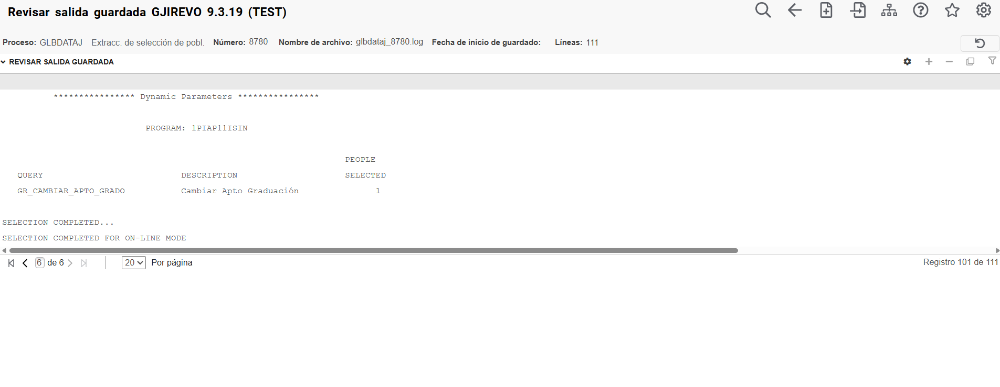 Revisar salida guardada GJIREVO 9.3.19 (TEST)
Proceso: GLBDATAJ Extracc. de selección de pobl. Número: 8780 Nombre de archivo: glbdataj_8780.log Fecha de inicio de guardado: Líneas: 111
REVISAR SALIDA GUARDADA
**************** Dynamic Parameters ****************
PROGRAM: 1PIAP11ISIN
PEOPLE
QUERY DESCRIPTION SELECTED
GR_CAMBIAR_APTO_GRADO Cambiar Apto Graduación 1
SELECTION COMPLETED...
SELECTION COMPLETED FOR ON-LINE MODE
6 de 6 20 Por página Registro 101 de 111